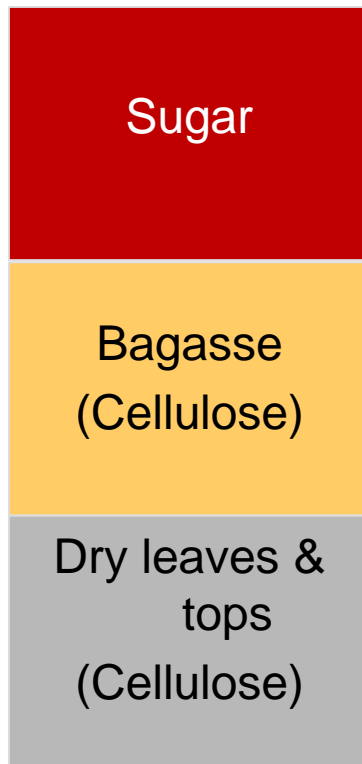 Sugar
Bagasse
(Cellulose)
Dry leaves &
tops
(Cellulose)